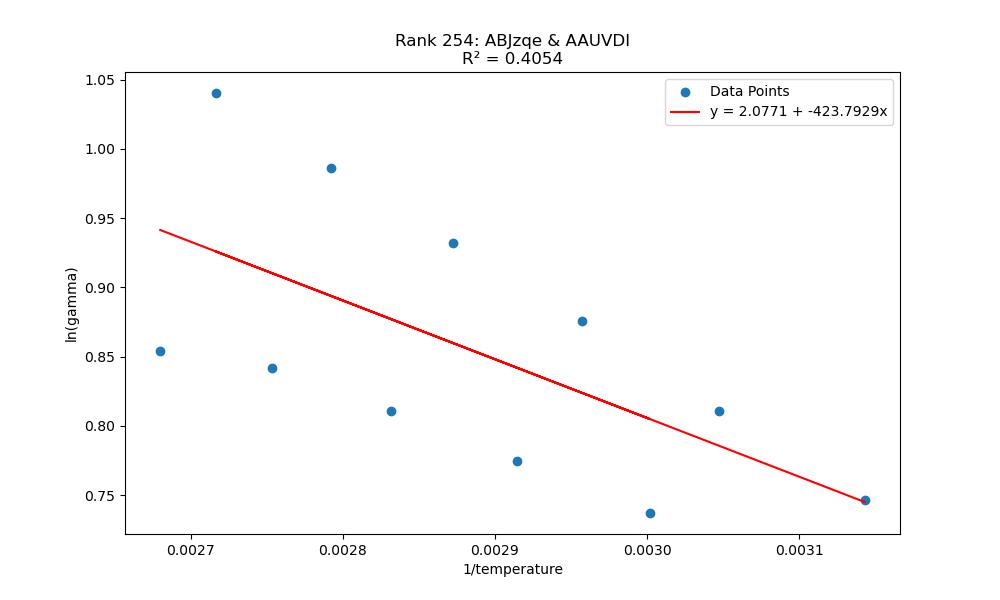 Rank 254: ABJzqe & AAUVDI
R² = 0.4054
Data Points
y = 2.0771 + -423.7929x
1.05
1.00
0.95
0.90
0.85
0.80
0.75
ln(gamma)
0.0027
0.0028
0.0029
0.0030
0.0031
1/temperature